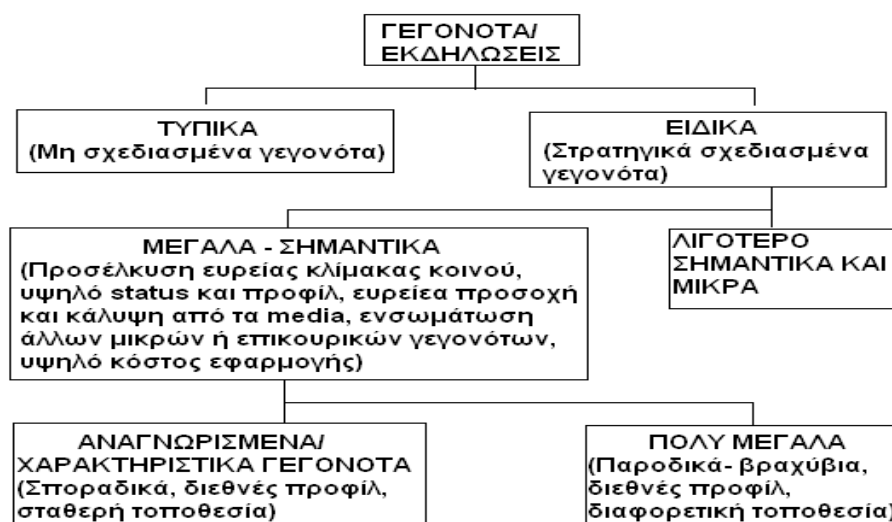 ΓΕΓΟΝΟΤΑ/
ΕΚΔΗΛΩΣΕΙΣ
ΤΥΠΙΚΑ
(Μη σχεδιασμένα γεγονότα)
ΕΙΔΙΚΑ
(Στρατηγικά σχεδιασμένα
γεγονότα)
ΜΕΓΑΛΑ - ΣΗΜΑΝΤΙΚΑ
(Προσέλκυση ευρείας κλίμακας κοινού,
υψηλό status και προφίλ, ευρείεα προσοχή
και κάλυψη από τα media, ενσωμάτωση
άλλων μικρών ή επικουρικών γεγονότων,
υψηλό κόστος εφαρμογής)
ΛΙΓΟΤΕΡΟ
ΣΗΜΑΝΤΙΚΑ ΚΑΙ
ΜΙΚΡΑ
ΑΝΑΓΝΩΡΙΣΜΕΝΑ/
ΧΑΡΑΚΤΗΡΙΣΤΙΚΑ ΓΕΓΟΝΟΤΑ
(Σποραδικά, διεθνές προφίλ,
σταθερή τοποθεσία)
ΠΟΛΥ ΜΕΓΑΛΑ
(Παροδικά- βραχύβια,
διεθνές προφίλ,
διαφορετική τοποθεσία)